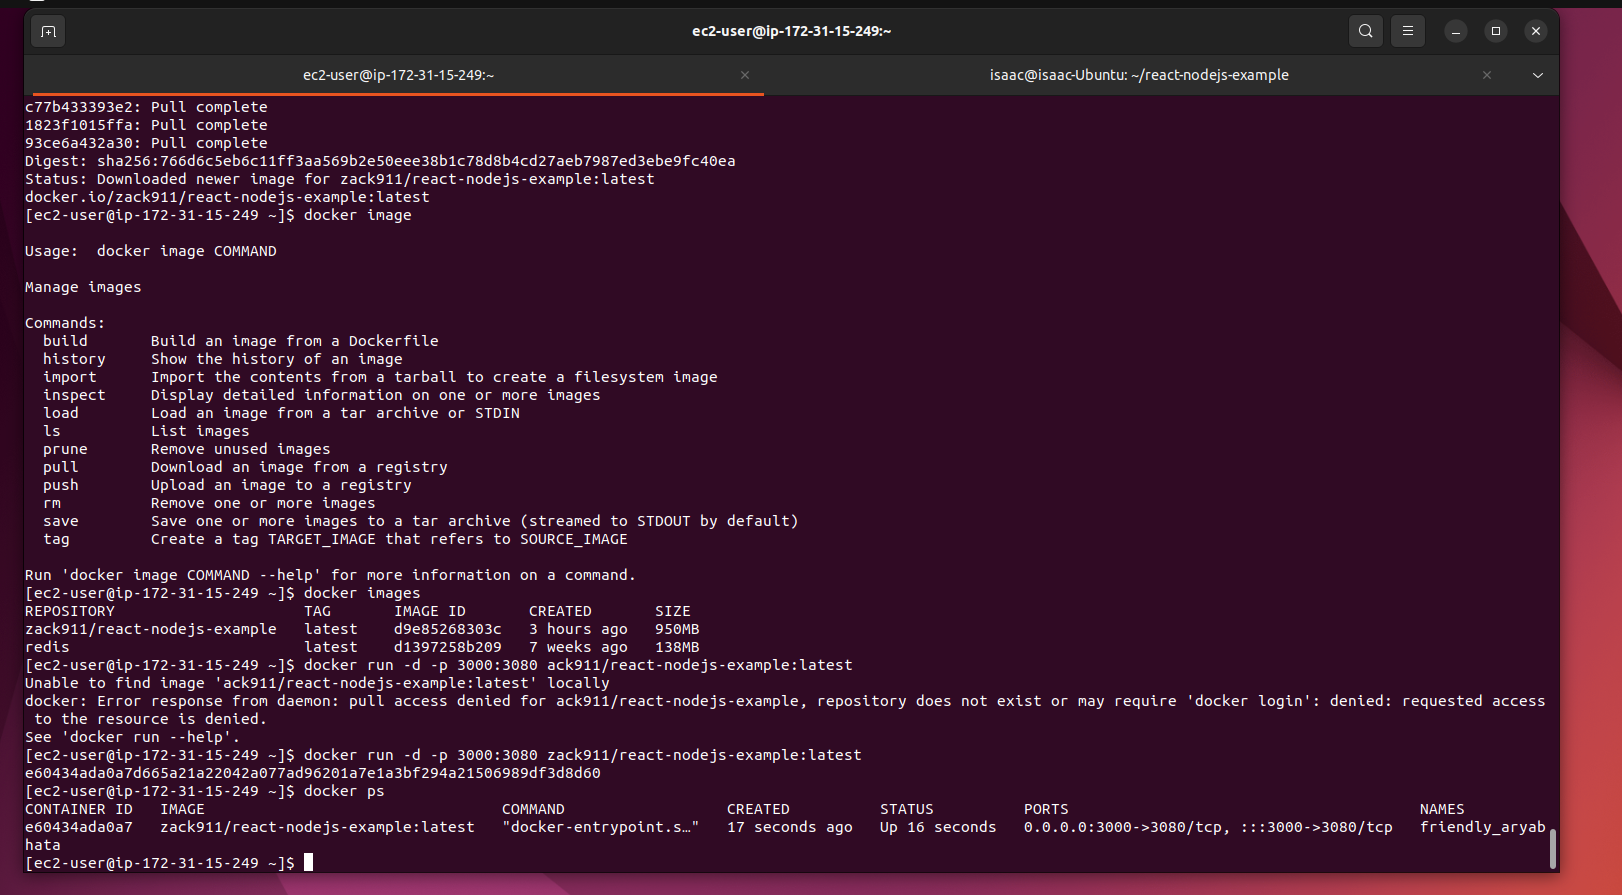 ec2-user@ip-172-31-15-249:~
ec2-user@ip-172-31-15-249:~
isaac@isaac-Ubuntu: ~/react-nodejs-example
c77b433393e2: Pull complete
1823f1015ffa: Pull complete
93ce6a432a30: Pull complete
Digest: sha256:766d6c5eb6c11ff3aa569b2e50eee38b1c78d8b4cd27aeb7987ed3ebe9fc40ea
Status: Downloaded newer image for zack911/react-nodejs-example:latest
docker.io/zack911/react-nodejs-example:latest
[ec2-user@ip-172-31-15-249 ~]$ docker image

Usage:  docker image COMMAND

Manage images

Commands:
  build       Build an image from a Dockerfile
  history     Show the history of an image
  import      Import the contents from a tarball to create a filesystem image
  inspect     Display detailed information on one or more images
  load        Load an image from a tar archive or STDIN
  ls          List images
  prune       Remove unused images
  pull        Download an image from a registry
  push        Upload an image to a registry
  rm          Remove one or more images
  save        Save one or more images to a tar archive (streamed to STDOUT by default)
  tag         Create a tag TARGET_IMAGE that refers to SOURCE_IMAGE

Run 'docker image COMMAND --help' for more information on a command.
[ec2-user@ip-172-31-15-249 ~]$ docker images
REPOSITORY                     TAG       IMAGE ID       CREATED       SIZE
zack911/react-nodejs-example   latest    d9e85268303c   3 hours ago   950MB
redis                          latest    d1397258b209   7 weeks ago   138MB
[ec2-user@ip-172-31-15-249 ~]$ docker run -d -p 3000:3080 ack911/react-nodejs-example:latest
Unable to find image 'ack911/react-nodejs-example:latest' locally
docker: Error response from daemon: pull access denied for ack911/react-nodejs-example, repository does not exist or may require 'docker login': denied: requested access
 to the resource is denied.
See 'docker run --help'.
[ec2-user@ip-172-31-15-249 ~]$ docker run -d -p 3000:3080 zack911/react-nodejs-example:latest
e60434ada0a7d665a21a22042a077ad96201a7e1a3bf294a21506989df3d8d60
[ec2-user@ip-172-31-15-249 ~]$ docker ps
CONTAINER ID   IMAGE                                 COMMAND                  CREATED          STATUS          PORTS                                       NAMES
e60434ada0a7   zack911/react-nodejs-example:latest   "docker-entrypoint.s…"   17 seconds ago   Up 16 seconds   0.0.0.0:3000->3080/tcp, :::3000->3080/tcp   friendly_aryab
hata
[ec2-user@ip-172-31-15-249 ~]$